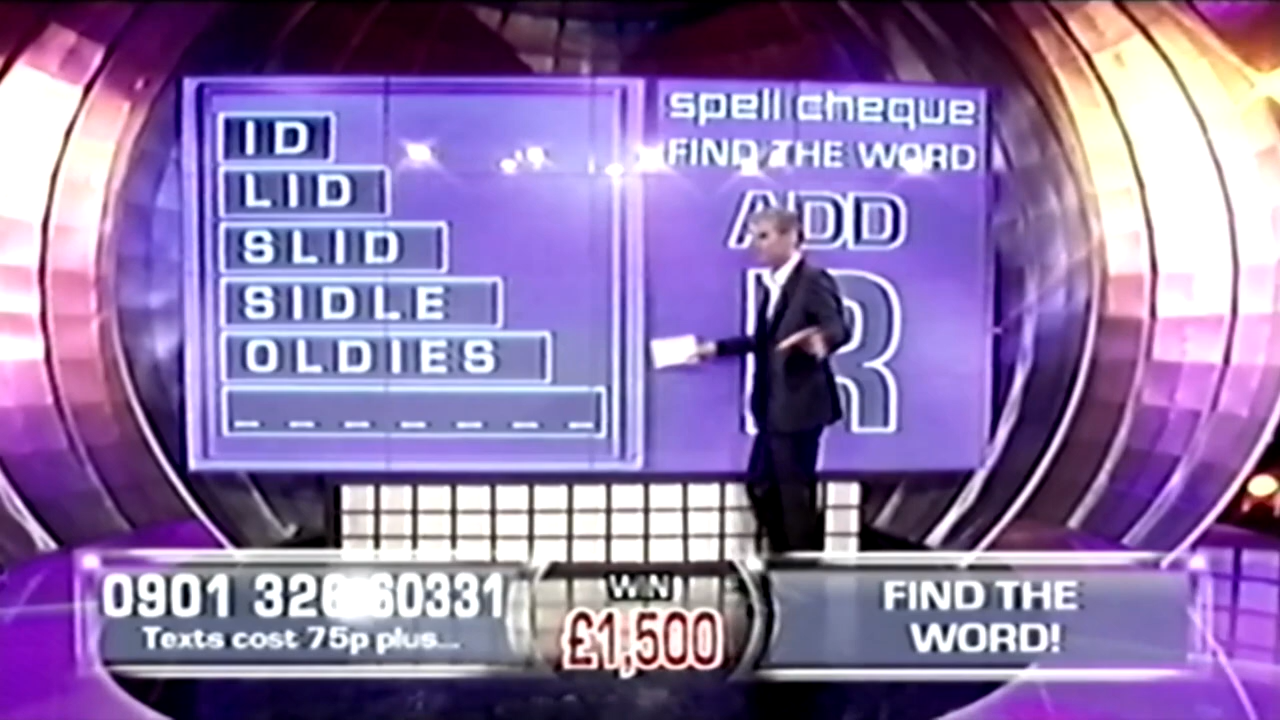 ID
LID
SLID
SIDLE
OLDIES
_ _ _ _ _ _ _
spell cheque
FIND THE WORD
ADD
R
0901
Texts cost 75p plus...
WIN
£1,500
FIND THE
WORD!